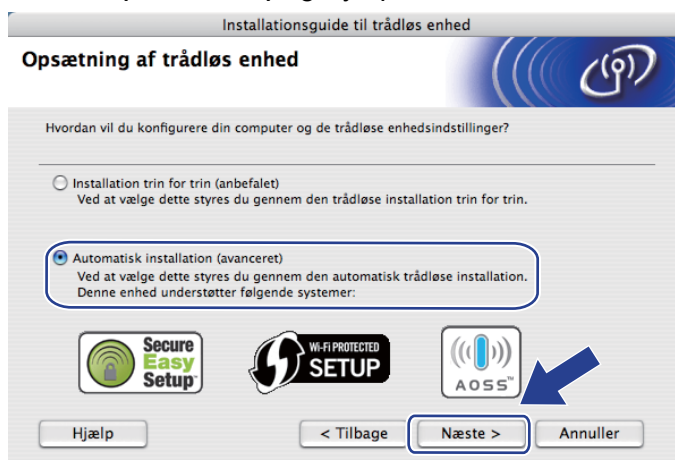 Installationsguide til trådløs enhed
Opsætning af trådløs enhed
Hvordan vil du konfigurere din computer og de trådløse enhedsindstillinger?
Installation trin for trin (anbefalet)
Ved at vælge dette styres du gennem den trådløse installation trin for trin.
Automatisk installation (avanceret)
Ved at vælge dette styres du gennem den automatisk trådløse installation.
Denne enhed understøtter følgende systemer:
Secure
Easy
Setup™
Wi-Fi PROTECTED
SETUP
AOSS™
Hjælp
< Tilbage
Næste >
Annuller